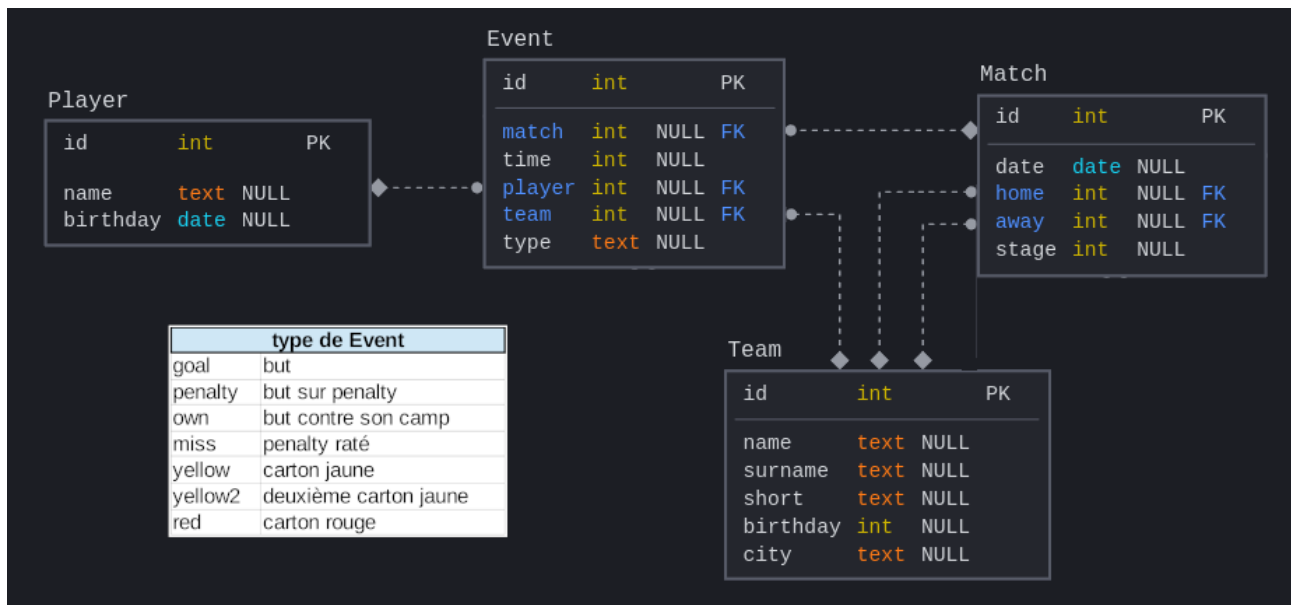 Player
id int PK
name text NULL
birthday date NULL
Event
id int PK
match int NULL FK
time int NULL
player int NULL FK
team int NULL FK
type text NULL
Match
id int PK
date date NULL
home int NULL FK
away int NULL FK
stage int NULL
type de Event
goal but
penalty but sur penalty
own but contre son camp
miss penalty raté
yellow carton jaune
yellow2 deuxième carton jaune
red carton rouge
Team
id int PK
name text NULL
surname text NULL
short text NULL
birthday int NULL
city text NULL